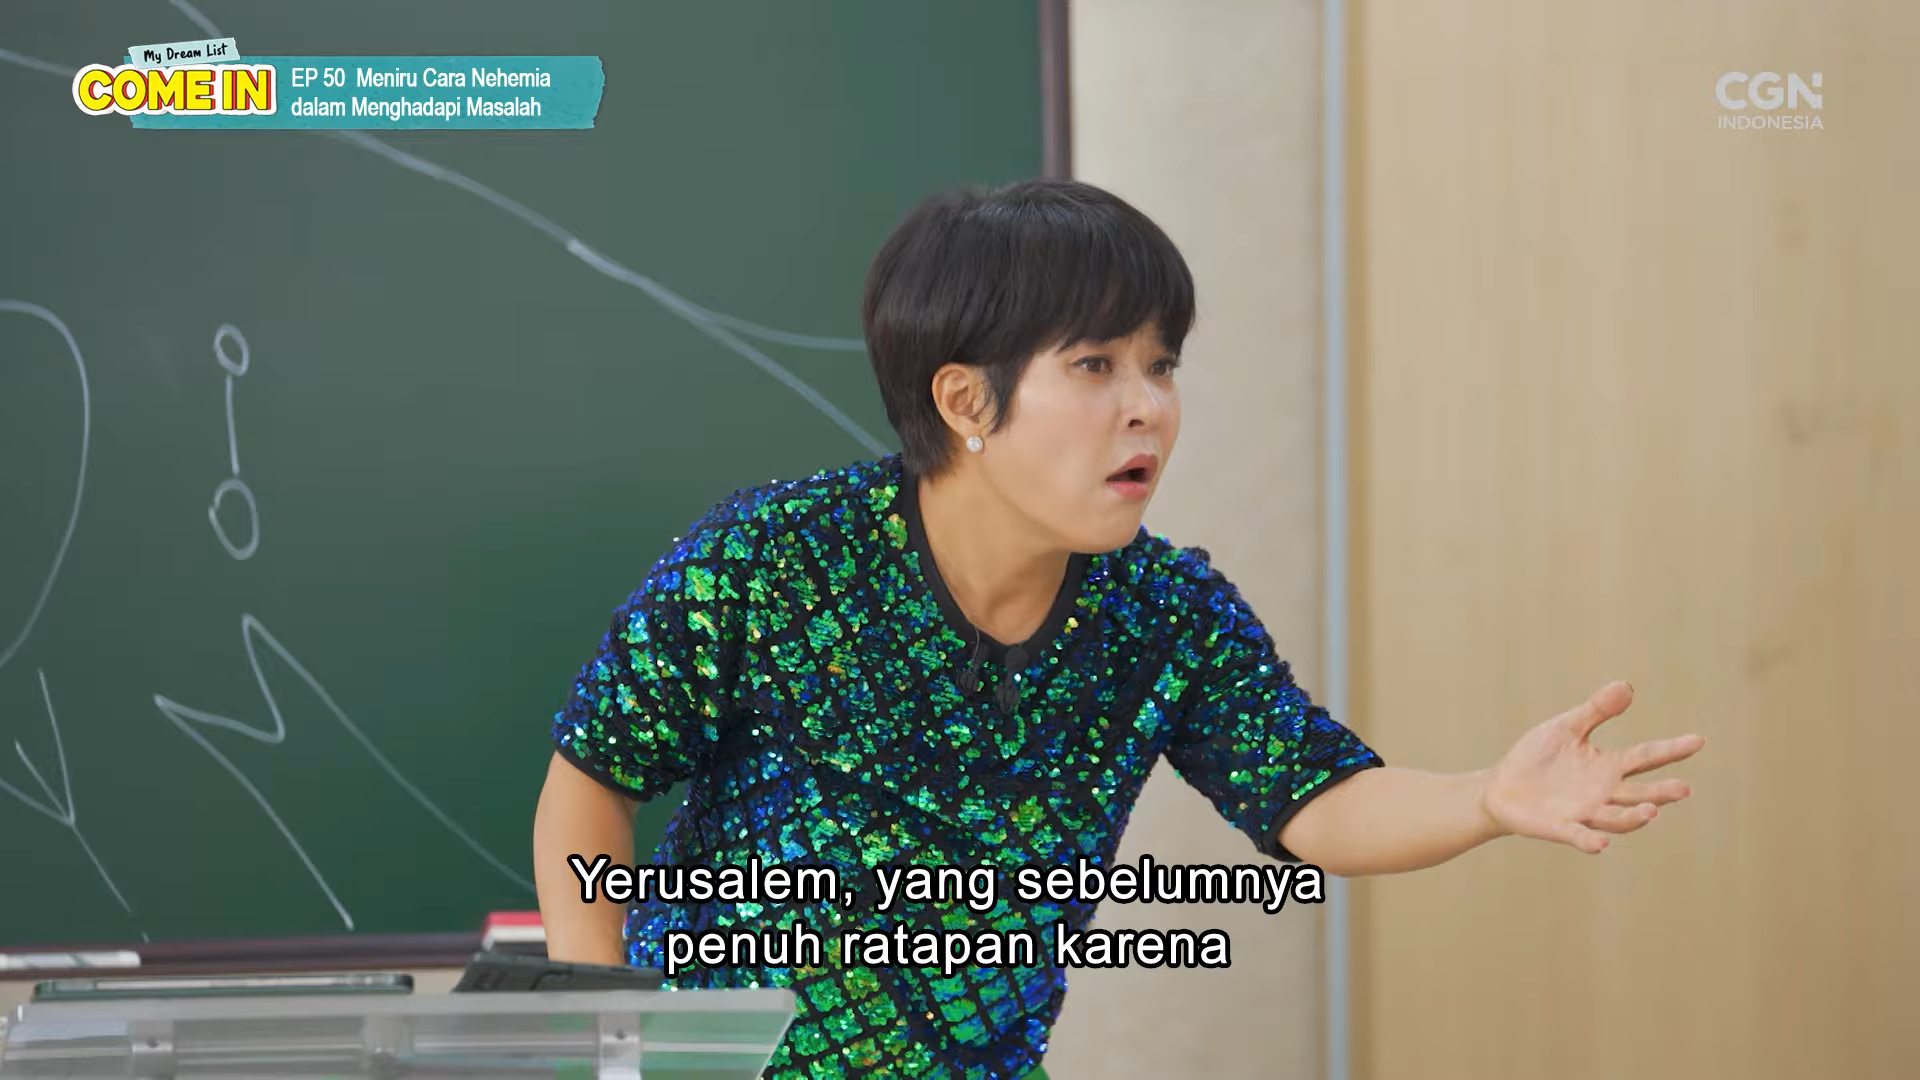 My Dream List
COME IN
EP 50 Meniru Cara Nehemia
dalam Menghadapi Masalah
CGN
INDONESIA
Yerusalem, yang sebelumnya
penuh ratapan karena